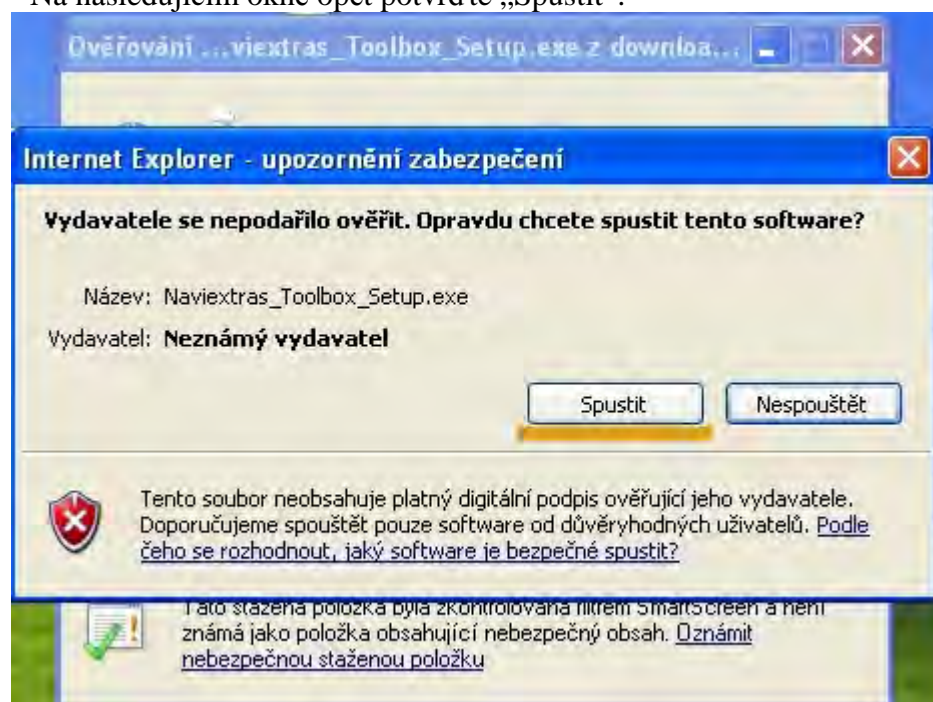 Na následujícím okně opět potvrďte „Spustit“.
Ověřování ...viextras_Toolbox_Setup.exe z downloa...
Internet Explorer - upozornění zabezpečení
Vydavatele se nepodařilo ověřit. Opravdu chcete spustit tento software?
Název: Naviextras_Toolbox_Setup.exe
Vydavatel: Neznámý vydavatel
Spustit Nespouštět
Tento soubor neobsahuje platný digitální podpis ověřující jeho vydavatele.
Doporučujeme spouštět pouze software od důvěryhodných uživatelů. Podle
čeho se rozhodnout, jaký software je bezpečné spustit?
Tato stažená položka byla zkontrolována filtrem SmartScreen a není
známá jako položka obsahující nebezpečný obsah. Oznámit
nebezpečnou staženou položku